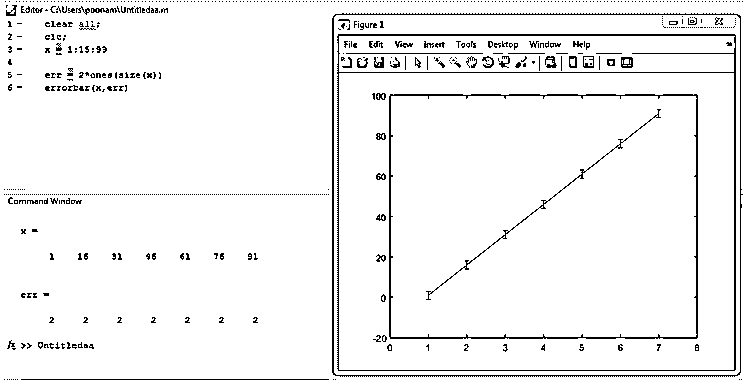 Editor - C:\Users\poonam\Untitledaa.m
1 - clear all;
2 - clc;
3 - x = 1:15:99
4
5 - err = 2*ones(size(x))
6 - errorbar(x,err)
Command Window
x =
1 16 31 46 61 76 91
err =
2 2 2 2 2 2 2
fx >> Untitledaa
Figure 1
File Edit View Insert Tools Desktop Window Help
100
80
60
40
20
0
-20
0 1 2 3 4 5 6 7 8